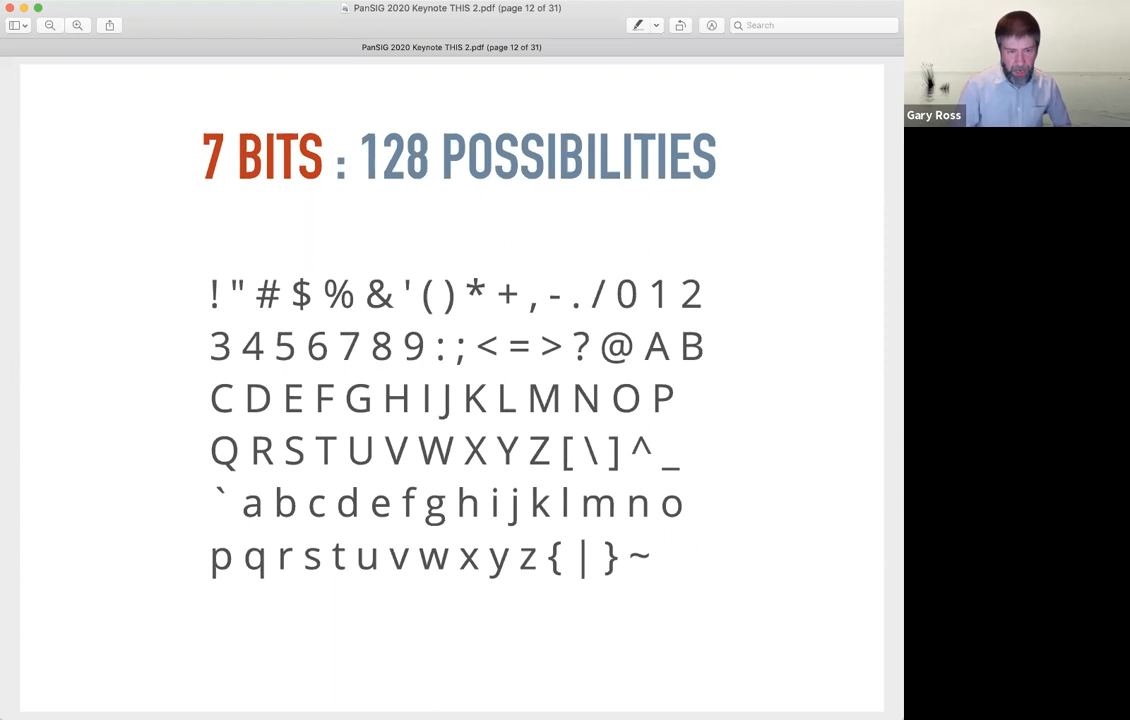 PanSIG 2020 Keynote THIS 2.pdf (page 12 of 31)
Search
PanSIG 2020 Keynote THIS 2.pdf (page 12 of 31)
Gary Ross
7 BITS : 128 POSSIBILITIES
! " # $ % & ' ( ) * + , - . / 0 1 2
3 4 5 6 7 8 9 : ; < = > ? @ A B
C D E F G H I J K L M N O P
Q R S T U V W X Y Z [ \ ] ^ _
` a b c d e f g h i j k l m n o
p q r s t u v w x y z { | } ~